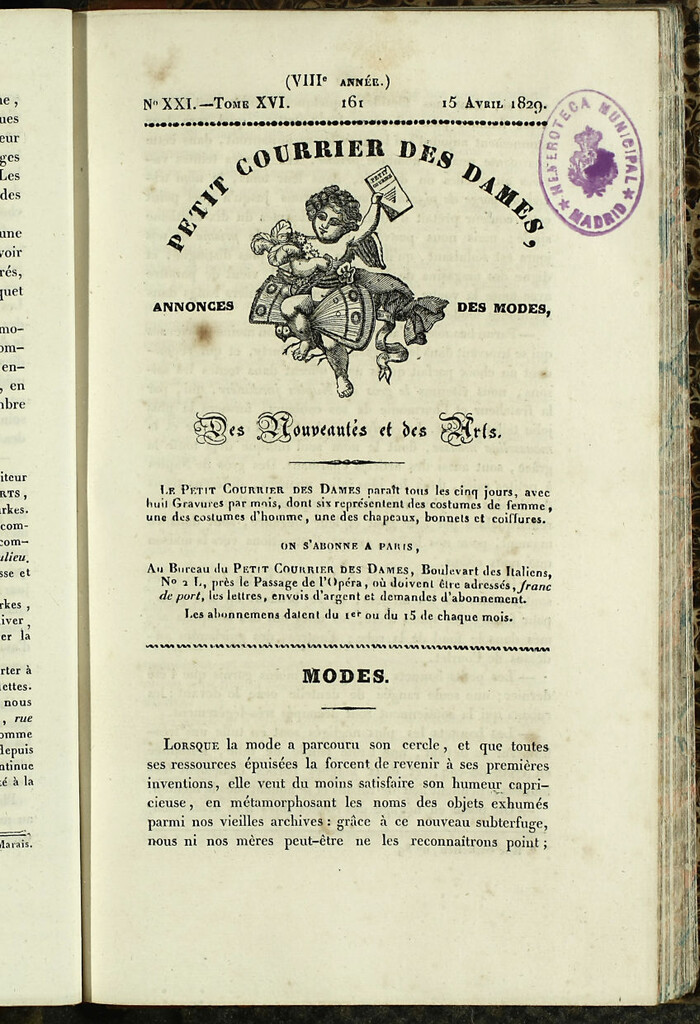 (VIIIe ANNÉE.)
No XXI.—TOME XVI. 161 15 AVRIL 1829.
HEMEROTECA MUNICIPAL
★ MADRID ★
PETIT COURRIER DES DAMES,
PETIT COURRIER
ANNONCES DES MODES,
Des Nouveautés et des Arts.
LE PETIT COURRIER DES DAMES paraît tous les cinq jours, avec
huit Gravures par mois, dont six représentent des costumes de femme,
une des costumes d'homme, une des chapeaux, bonnets et coiffures.
ON S'ABONNE A PARIS,
Au Bureau du PETIT COURRIER DES DAMES, Boulevart des Italiens,
No 2 L, près le Passage de l'Opéra, où doivent être adressés, franc
de port, les lettres, envois d'argent et demandes d'abonnement.
Les abonnemens datent du 1er ou du 15 de chaque mois.
MODES.
LORSQUE la mode a parcouru son cercle, et que toutes
ses ressources épuisées la forcent de revenir à ses premières
inventions, elle veut du moins satisfaire son humeur capri-
cieuse, en métamorphosant les noms des objets exhumés
parmi nos vieilles archives : grâce à ce nouveau subterfuge,
nous ni nos mères peut-être ne les reconnaîtrons point ;